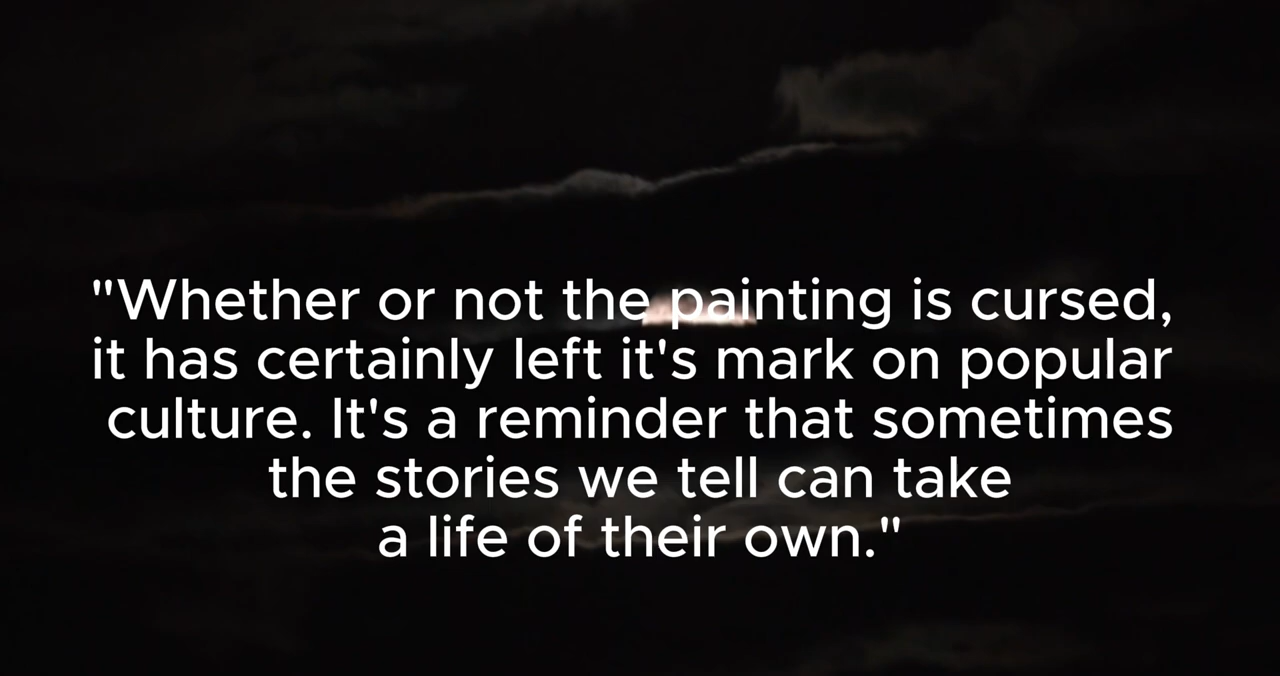 "Whether or not the painting is cursed,
it has certainly left it's mark on popular
culture. It's a reminder that sometimes
the stories we tell can take
a life of their own."